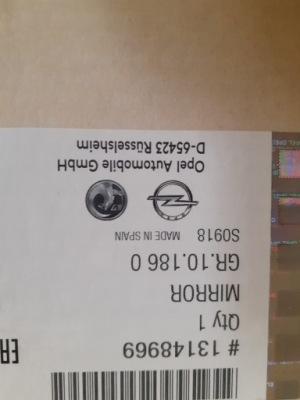 # 13148969
Qty 1
MIRROR
GR.10.186 0
S0918 MADE IN SPAIN
Opel Automobile GmbH
D-65423 Rüsselsheim